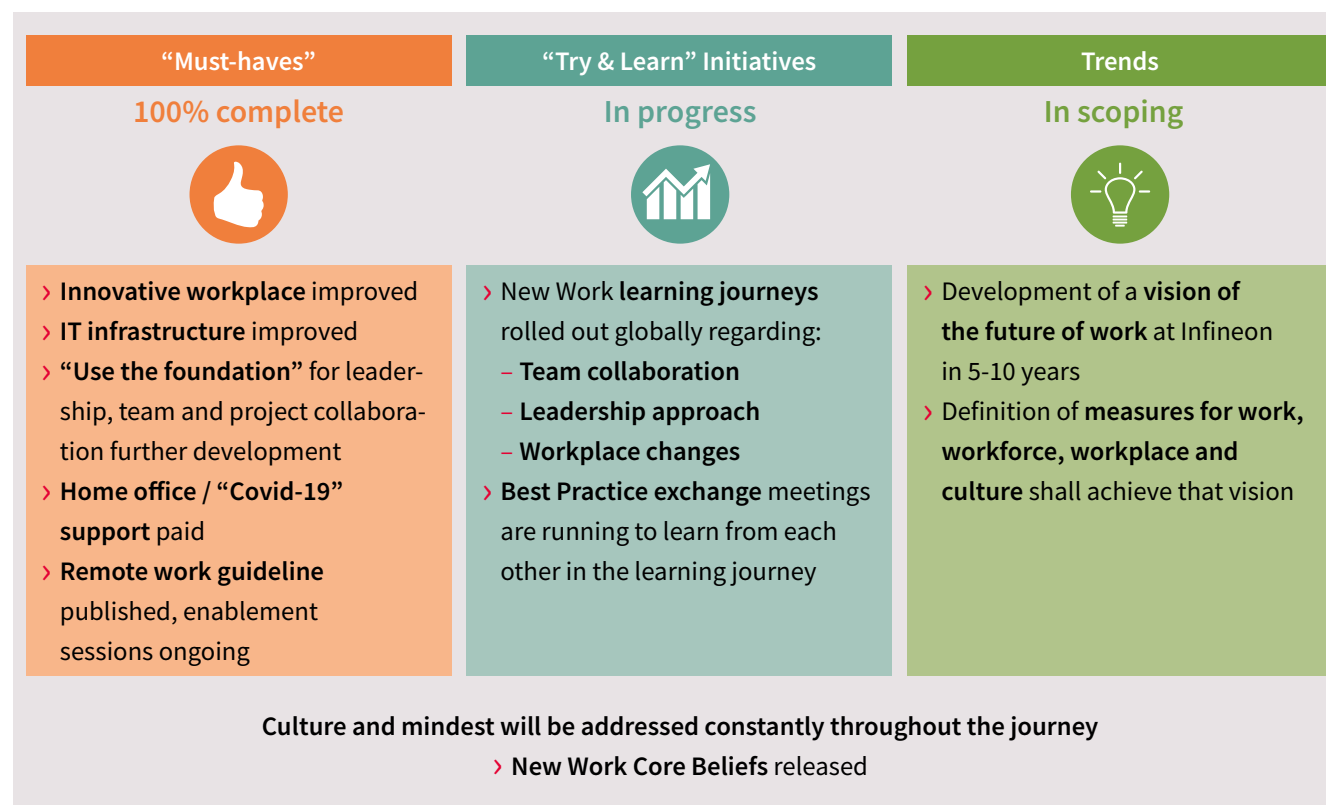 “Must-haves”
100% complete
› Innovative workplace improved
› IT infrastructure improved
› “Use the foundation” for leader-
ship, team and project collabora-
tion further development
› Home office / “Covid-19”
support paid
› Remote work guideline
published, enablement
sessions ongoing
“Try & Learn” Initiatives
In progress
› New Work learning journeys
rolled out globally regarding:
– Team collaboration
– Leadership approach
– Workplace changes
› Best Practice exchange meetings
are running to learn from each
other in the learning journey
Trends
In scoping
› Development of a vision of
the future of work at Infineon
in 5-10 years
› Definition of measures for work,
workforce, workplace and
culture shall achieve that vision
Culture and mindest will be addressed constantly throughout the journey
› New Work Core Beliefs released